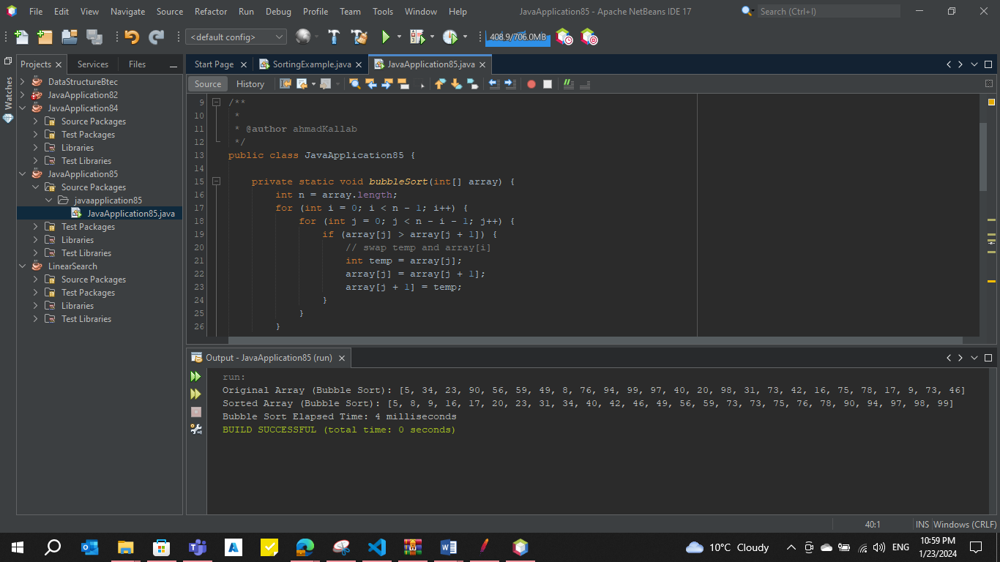 File Edit View Navigate Source Refactor Run Debug Profile Team Tools Window Help JavaApplication85 - Apache NetBeans IDE 17 Search (Ctrl+I)
<default config> 408.9/706.0MB
Projects Services Files
Watches
DataStructureBtec
JavaApplication82
JavaApplication84
Source Packages
Test Packages
Libraries
Test Libraries
JavaApplication85
Source Packages
javaapplication85
JavaApplication85.java
Test Packages
Libraries
Test Libraries
LinearSearch
Source Packages
Test Packages
Libraries
Test Libraries
Start Page SortingExample.java JavaApplication85.java
Source History
9 /**
10 *
11 * @author ahmadKallab
12 */
13 public class JavaApplication85 {
14
15 private static void bubbleSort(int[] array) {
16 int n = array.length;
17 for (int i = 0; i < n - 1; i++) {
18 for (int j = 0; j < n - i - 1; j++) {
19 if (array[j] > array[j + 1]) {
20 // swap temp and array[i]
21 int temp = array[j];
22 array[j] = array[j + 1];
23 array[j + 1] = temp;
24 }
25 }
26 }
Output - JavaApplication85 (run)
run:
Original Array (Bubble Sort): [5, 34, 23, 90, 56, 59, 49, 8, 76, 94, 99, 97, 40, 20, 98, 31, 73, 42, 16, 75, 78, 17, 9, 73, 46]
Sorted Array (Bubble Sort): [5, 8, 9, 16, 17, 20, 23, 31, 34, 40, 42, 46, 49, 56, 59, 73, 73, 75, 76, 78, 90, 94, 97, 98, 99]
Bubble Sort Elapsed Time: 4 milliseconds
BUILD SUCCESSFUL (total time: 0 seconds)
40:1 INS Windows (CRLF)
10°C Cloudy ENG 10:59 PM
1/23/2024